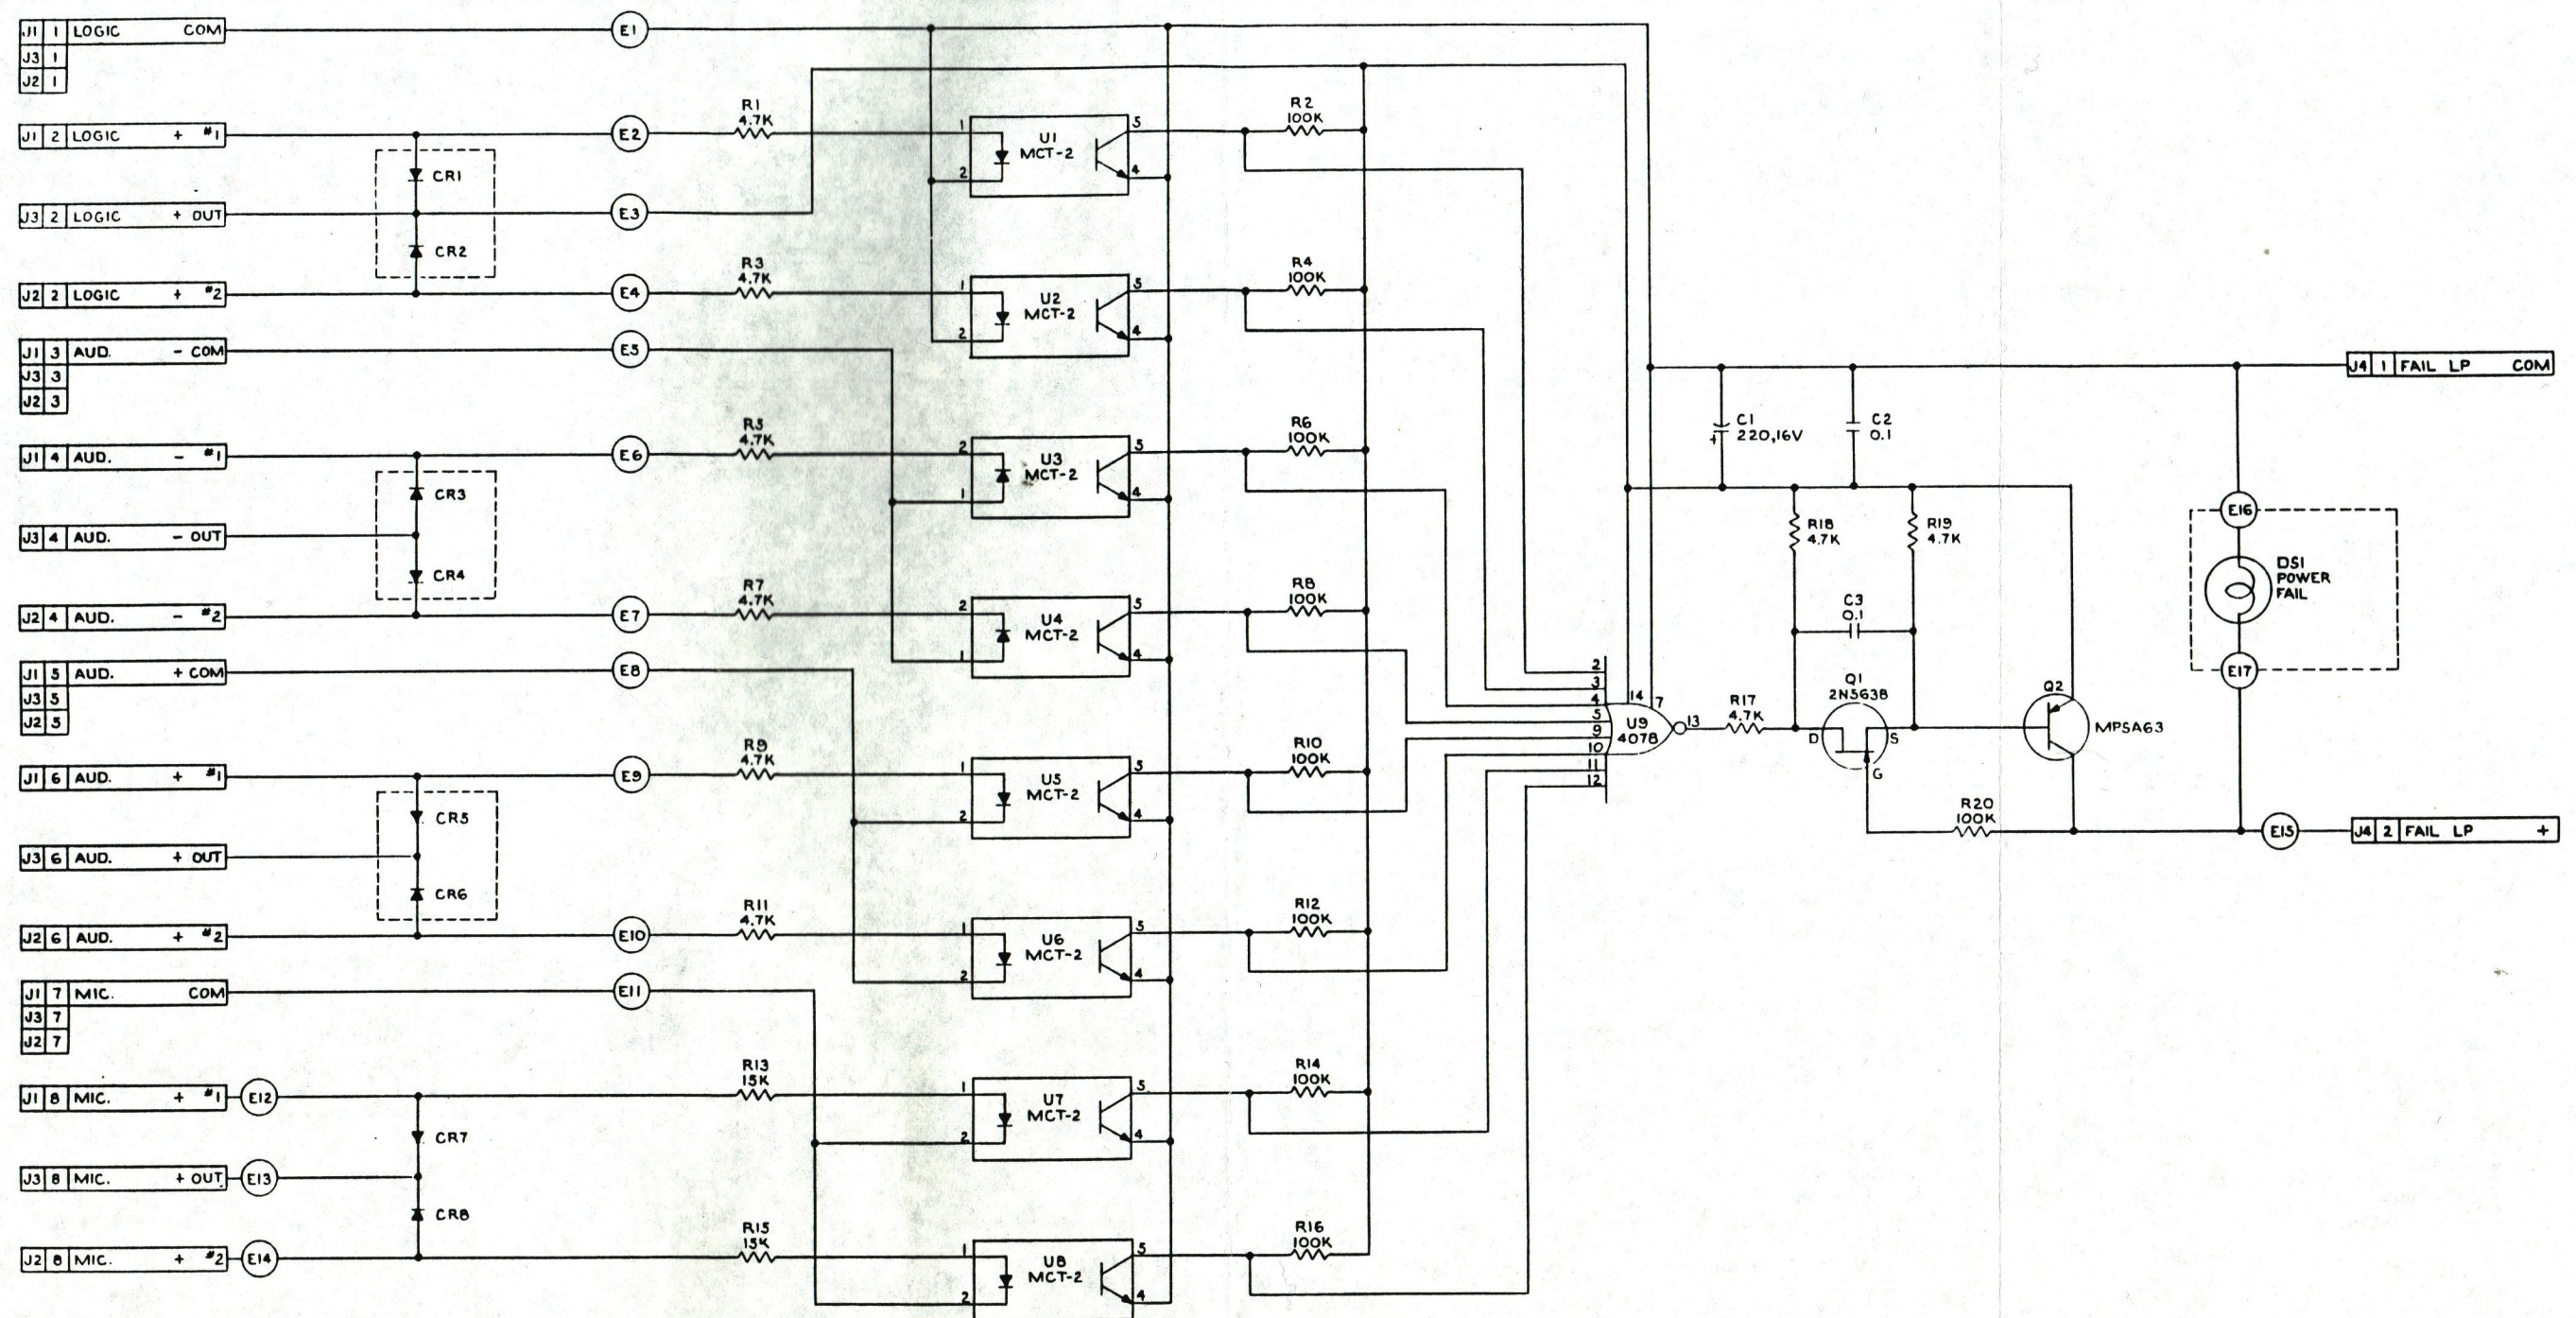 J1 1 LOGIC COM
J3 1
J2 1
E1
J1 2 LOGIC + #1
E2
R1
4.7K
CR1
J3 2 LOGIC + OUT
E3
CR2
J2 2 LOGIC + #2
E4
R3
4.7K
J1 3 AUD. - COM
J3 3
J2 3
E5
J1 4 AUD. - #1
E6
R5
4.7K
CR3
J3 4 AUD. - OUT
CR4
J2 4 AUD. - #2
E7
R7
4.7K
J1 5 AUD. + COM
J3 5
J2 5
E8
J1 6 AUD. + #1
E9
R9
4.7K
CR5
J3 6 AUD. + OUT
CR6
J2 6 AUD. + #2
E10
R11
4.7K
J1 7 MIC. COM
J3 7
J2 7
E11
J1 8 MIC. + #1
E12
R13
15K
CR7
J3 8 MIC. + OUT
E13
CR8
J2 8 MIC. + #2
E14
R15
15K
1 U1 5
MCT-2
2 4
R2
100K
1 U2 5
MCT-2
2 4
R4
100K
2 U3 5
MCT-2
1 4
R6
100K
2 U4 5
MCT-2
1 4
R8
100K
1 U5 5
MCT-2
2 4
R10
100K
1 U6 5
MCT-2
2 4
R12
100K
1 U7 5
MCT-2
2 4
R14
100K
1 U8 5
MCT-2
2 4
R16
100K
2
3
4
5
9
10
11
12
14 7
U9
4078
13
R17
4.7K
C1
+ 220,16V
C2
0.1
R18
4.7K
R19
4.7K
C3
0.1
Q1
2N5638
D S
G
Q2
MPSA63
R20
100K
E16
DS1
POWER
FAIL
E17
E15
J4 1 FAIL LP COM
J4 2 FAIL LP +